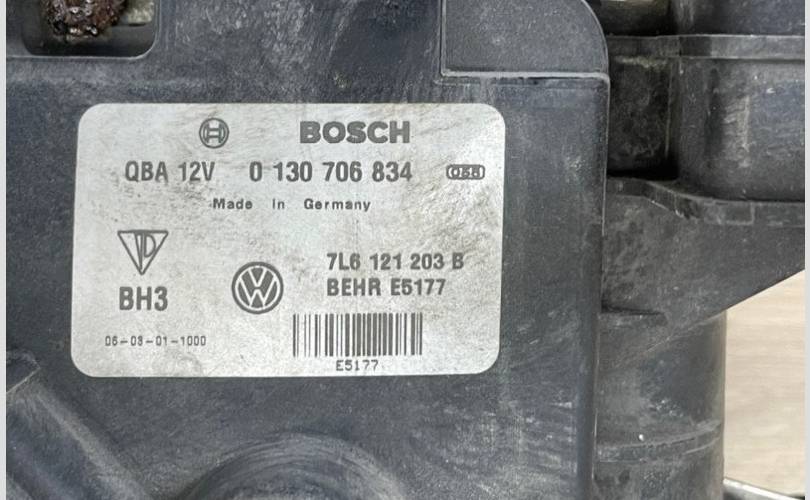 BOSCH
QBA 12V 0 130 706 834
Made in Germany
7L6 121 203 B
BEHR E5177
BH3
06-03-01-1000
E5177